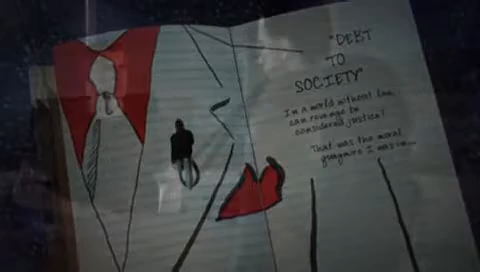 "DEBT
TO
SOCIETY"
In a world without law
can revenge be
considered justice?
That was the moral
quagmire I was in...